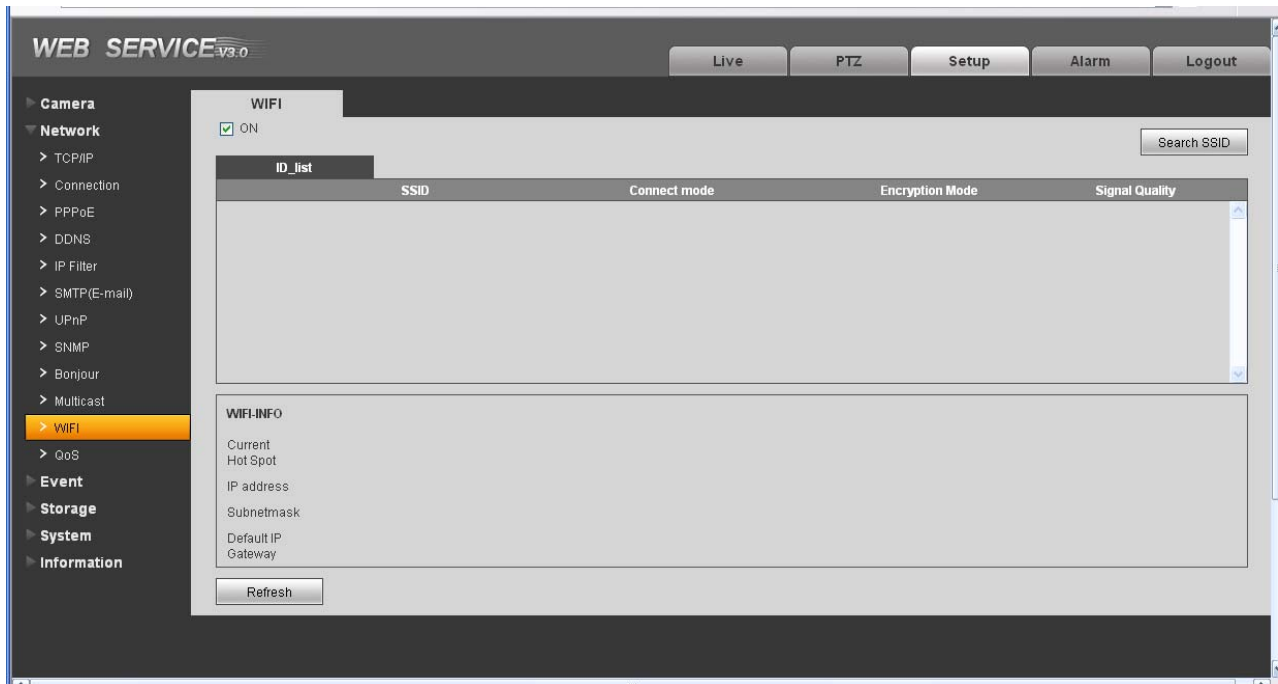 WEB SERVICE V3.0
Live
PTZ
Setup
Alarm
Logout
Camera
Network
> TCP/IP
> Connection
> PPPoE
> DDNS
> IP Filter
> SMTP(E-mail)
> UPnP
> SNMP
> Bonjour
> Multicast
> WIFI
> QoS
Event
Storage
System
Information
WIFI
ON
Search SSID
ID_list
SSID
Connect mode
Encryption Mode
Signal Quality
WIFI-INFO
Current
Hot Spot
IP address
Subnetmask
Default IP
Gateway
Refresh